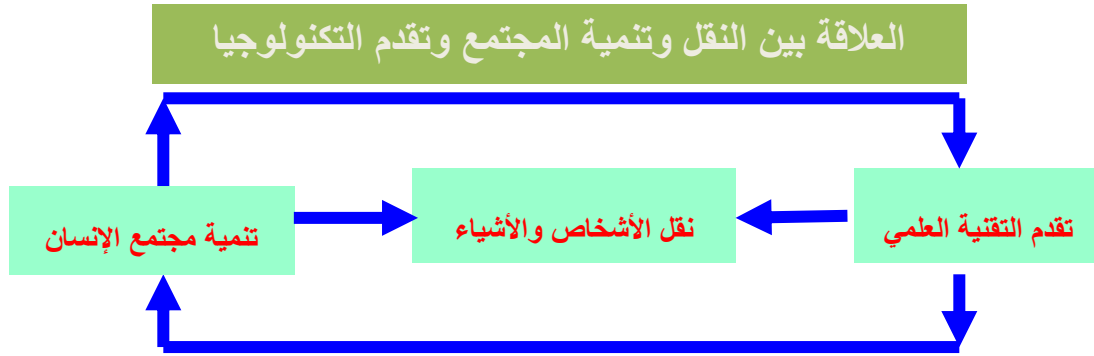 العلاقة بين النقل وتنمية المجتمع وتقدم التكنولوجيا
تقدم التقنية العلمي
نقل الأشخاص والأشياء
تنمية مجتمع الإنسان